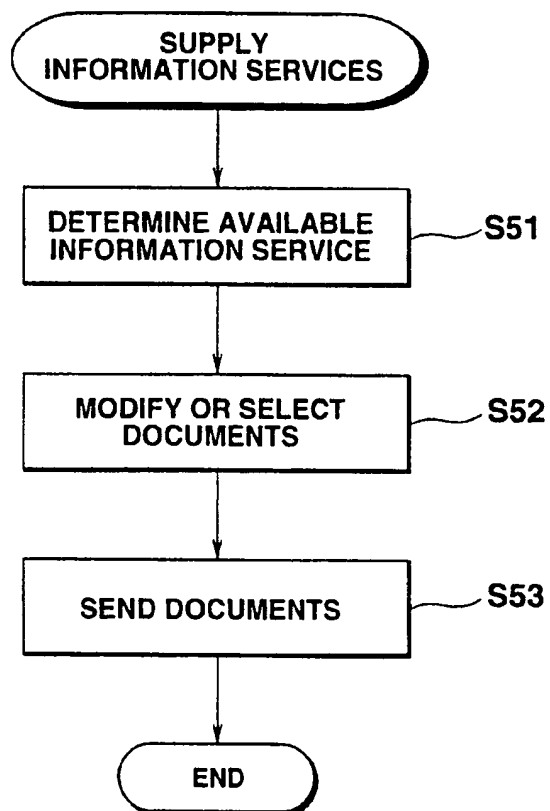 SUPPLY
INFORMATION SERVICES
DETERMINE AVAILABLE
INFORMATION SERVICE
S51
MODIFY OR SELECT
DOCUMENTS
S52
SEND DOCUMENTS
S53
END